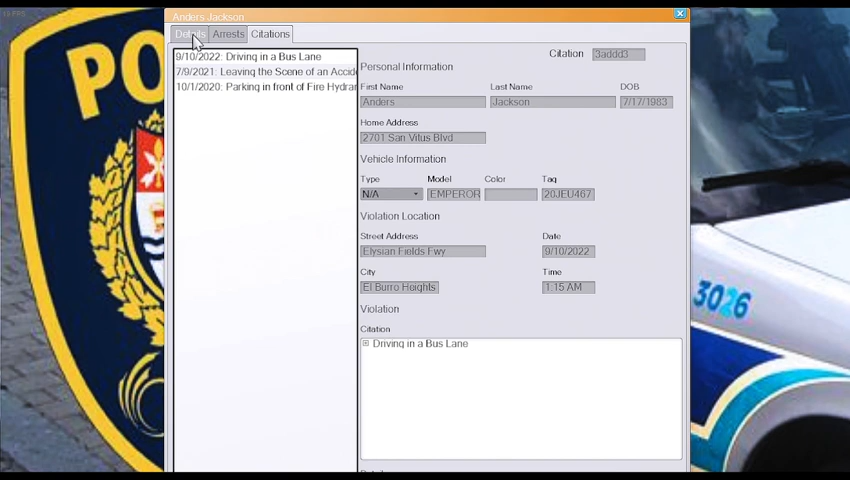 Anders Jackson
Details Arrests Citations
9/10/2022: Driving in a Bus Lane
7/9/2021: Leaving the Scene of an Accide
10/1/2020: Parking in front of Fire Hydran
Citation 3addd3
Personal Information
First Name Last Name DOB
Anders Jackson 7/17/1983
Home Address
2701 San Vitus Blvd
Vehicle Information
Type Model Color Tag
N/A EMPEROR 20JEU467
Violation Location
Street Address Date
Elysian Fields Fwy 9/10/2022
City Time
El Burro Heights 1:15 AM
Violation
Citation
Driving in a Bus Lane
PO
3026